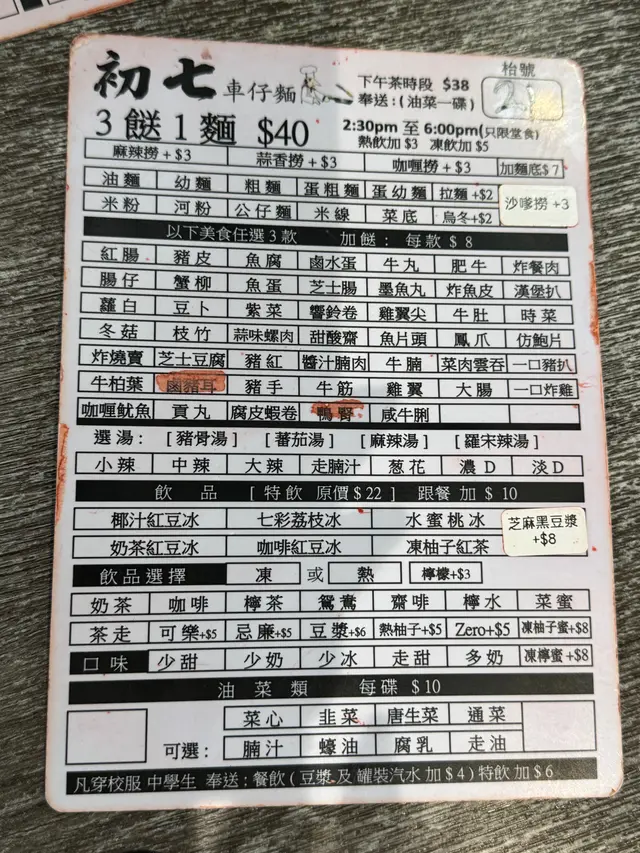 初七 車仔麵 下午茶時段 $38 枱號
奉送:(油菜一碟)
3 餸 1 麵 $40 2:30pm 至 6:00pm(只限堂食)
熱飲加 $3 凍飲加 $5
麻辣撈 +$3 蒜香撈 +$3 咖喱撈 +$3 加麵底$7
油麵 幼麵 粗麵 蛋粗麵 蛋幼麵 拉麵+$2 沙嗲撈 +3
米粉 河粉 公仔麵 米線 菜底 烏冬+$2
以下美食任選3款 加餸: 每款 $ 8
紅腸 豬皮 魚腐 鹵水蛋 牛丸 肥牛 炸餐肉
腸仔 蟹柳 魚蛋 芝士腸 墨魚丸 炸魚皮 漢堡扒
蘿白 豆卜 紫菜 響鈴卷 雞翼尖 牛肚 時菜
冬菇 枝竹 蒜味螺肉 甜酸齋 魚片頭 鳳爪 仿鮑片
炸燒賣 芝士豆腐 豬紅 醬汁腩肉 牛腩 菜肉雲吞 一口豬扒
牛柏葉 鹵豬耳 豬手 牛筋 雞翼 大腸 一口炸雞
咖喱魷魚 貢丸 腐皮蝦卷 鴨腎 咸牛脷
選湯: [豬骨湯] [蕃茄湯] [麻辣湯] [羅宋辣湯]
小辣 中辣 大辣 走腩汁 葱花 濃D 淡D
飲品 [特飲 原價$22] 跟餐加 $ 10
椰汁紅豆冰 七彩荔枝冰 水蜜桃冰 芝麻黑豆漿
+$8
奶茶紅豆冰 咖啡紅豆冰 凍柚子紅茶
飲品選擇 凍 或 熱 檸檬+$3
奶茶 咖啡 檸茶 鴛鴦 齋啡 檸水 菜蜜
茶走 可樂+$5 忌廉+$5 豆漿+$6 熱柚子+$5 Zero+$5 凍柚子蜜+$8
口味 少甜 少奶 少冰 走甜 多奶 凍檸蜜+$8
油菜類 每碟 $10
菜心 韭菜 唐生菜 通菜
可選: 腩汁 蠔油 腐乳 走油
凡穿校服中學生 奉送:餐飲(豆漿及罐裝汽水加$4)特飲加$6